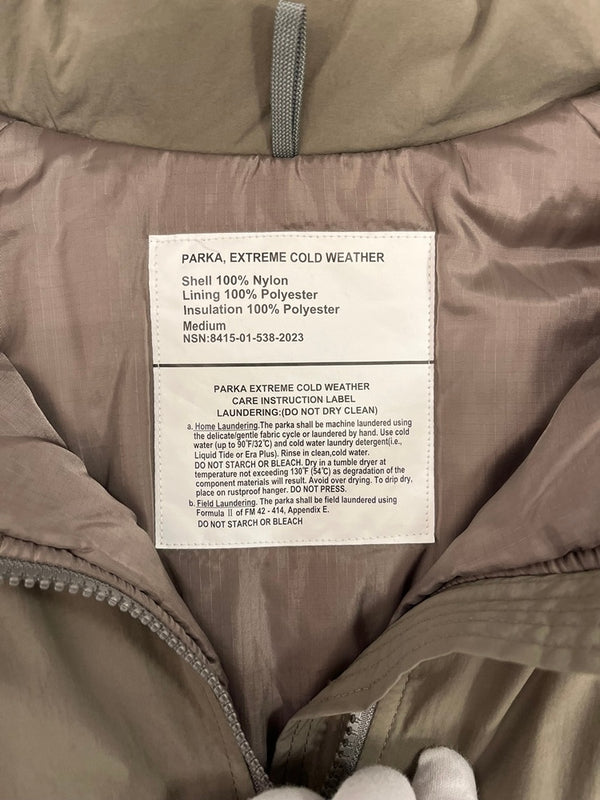 PARKA, EXTREME COLD WEATHER
Shell 100% Nylon
Lining 100% Polyester
Insulation 100% Polyester
Medium
NSN:8415-01-538-2023
PARKA EXTREME COLD WEATHER
CARE INSTRUCTION LABEL
LAUNDERING:(DO NOT DRY CLEAN)
a. Home Laundering.The parka shall be machine laundered using
the delicate/gentle fabric cycle or laundered by hand. Use cold
water (up to 90°F/32°C) and cold water laundry detergent(i.e.,
Liquid Tide or Era Plus). Rinse in clean,cold water.
DO NOT STARCH OR BLEACH. Dry in a tumble dryer at
temperature not exceeding 130°F (54°C) as degradation of the
component materials will result. Avoid over drying. To drip dry,
place on rustproof hanger. DO NOT PRESS.
b. Field Laundering. The parka shall be field laundered using
Formula II of FM 42 - 414, Appendix E.
DO NOT STARCH OR BLEACH